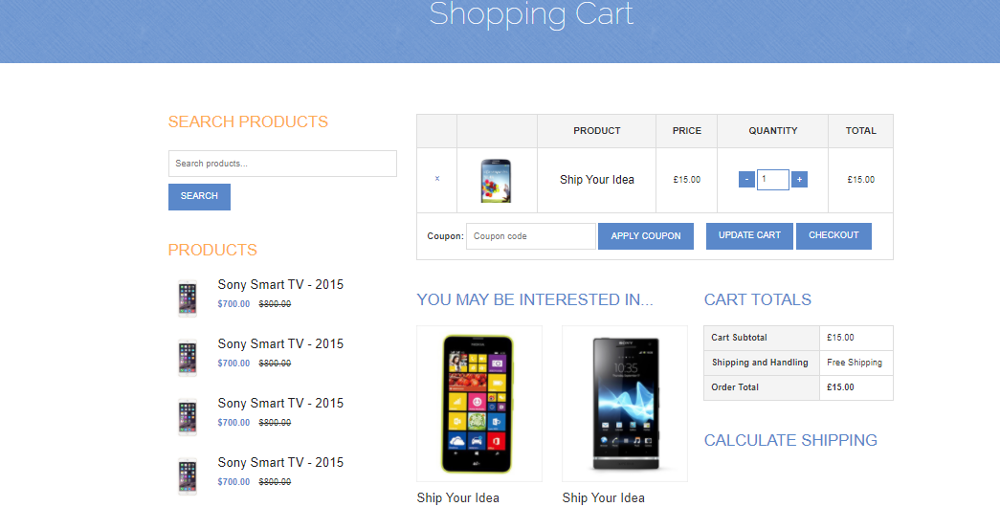 Shopping Cart
SEARCH PRODUCTS
Search products...
SEARCH
PRODUCTS
Sony Smart TV - 2015
$700.00 $800.00
Sony Smart TV - 2015
$700.00 $800.00
Sony Smart TV - 2015
$700.00 $800.00
Sony Smart TV - 2015
$700.00 $800.00
PRODUCT PRICE QUANTITY TOTAL
× Ship Your Idea £15.00 - 1 + £15.00
Coupon: Coupon code APPLY COUPON UPDATE CART CHECKOUT
YOU MAY BE INTERESTED IN...
NOKIA
SONY
10:35
Ship Your Idea
Ship Your Idea
CART TOTALS
Cart Subtotal £15.00
Shipping and Handling Free Shipping
Order Total £15.00
CALCULATE SHIPPING